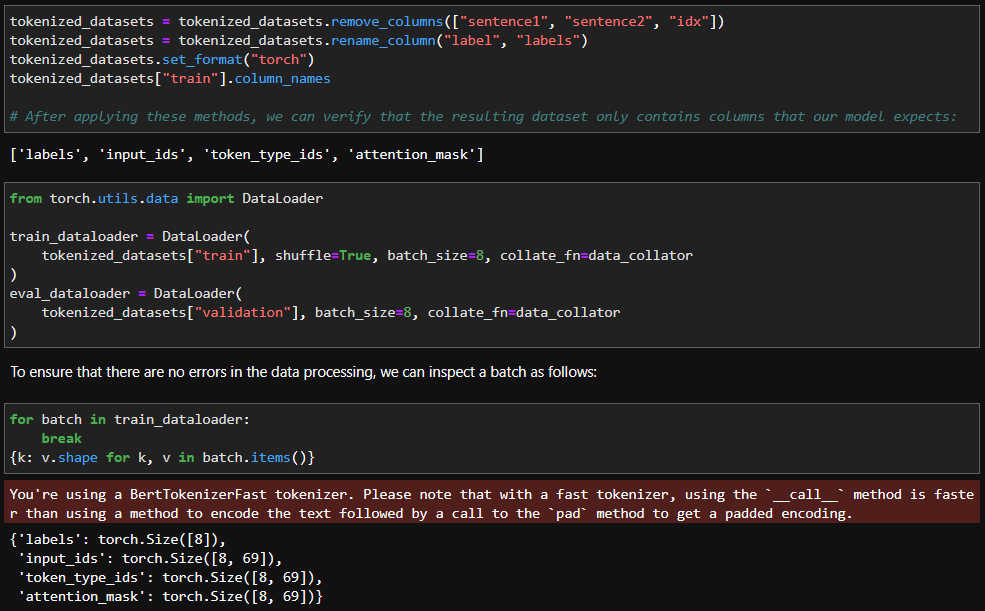 tokenized_datasets = tokenized_datasets.remove_columns(["sentence1", "sentence2", "idx"])
tokenized_datasets = tokenized_datasets.rename_column("label", "labels")
tokenized_datasets.set_format("torch")
tokenized_datasets["train"].column_names

# After applying these methods, we can verify that the resulting dataset only contains columns that our model expects:
['labels', 'input_ids', 'token_type_ids', 'attention_mask']
from torch.utils.data import DataLoader

train_dataloader = DataLoader(
    tokenized_datasets["train"], shuffle=True, batch_size=8, collate_fn=data_collator
)
eval_dataloader = DataLoader(
    tokenized_datasets["validation"], batch_size=8, collate_fn=data_collator
)
To ensure that there are no errors in the data processing, we can inspect a batch as follows:
for batch in train_dataloader:
    break
{k: v.shape for k, v in batch.items()}
You're using a BertTokenizerFast tokenizer. Please note that with a fast tokenizer, using the `__call__` method is faste
r than using a method to encode the text followed by a call to the `pad` method to get a padded encoding.
{'labels': torch.Size([8]),
 'input_ids': torch.Size([8, 69]),
 'token_type_ids': torch.Size([8, 69]),
 'attention_mask': torch.Size([8, 69])}